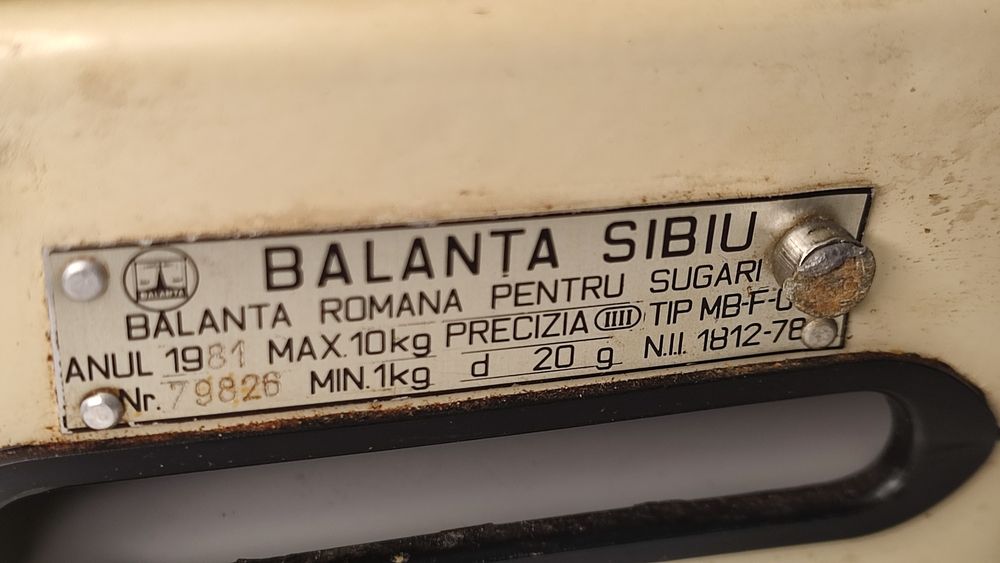 BALANȚA SIBIU
BALANTA
BALANTA ROMANA PENTRU SUGARI
ANUL 1981 MAX.10kg PRECIZIA IIII TIP MB-F-
Nr. 79826 MIN.1kg d 20 g N.I.I. 1812-78